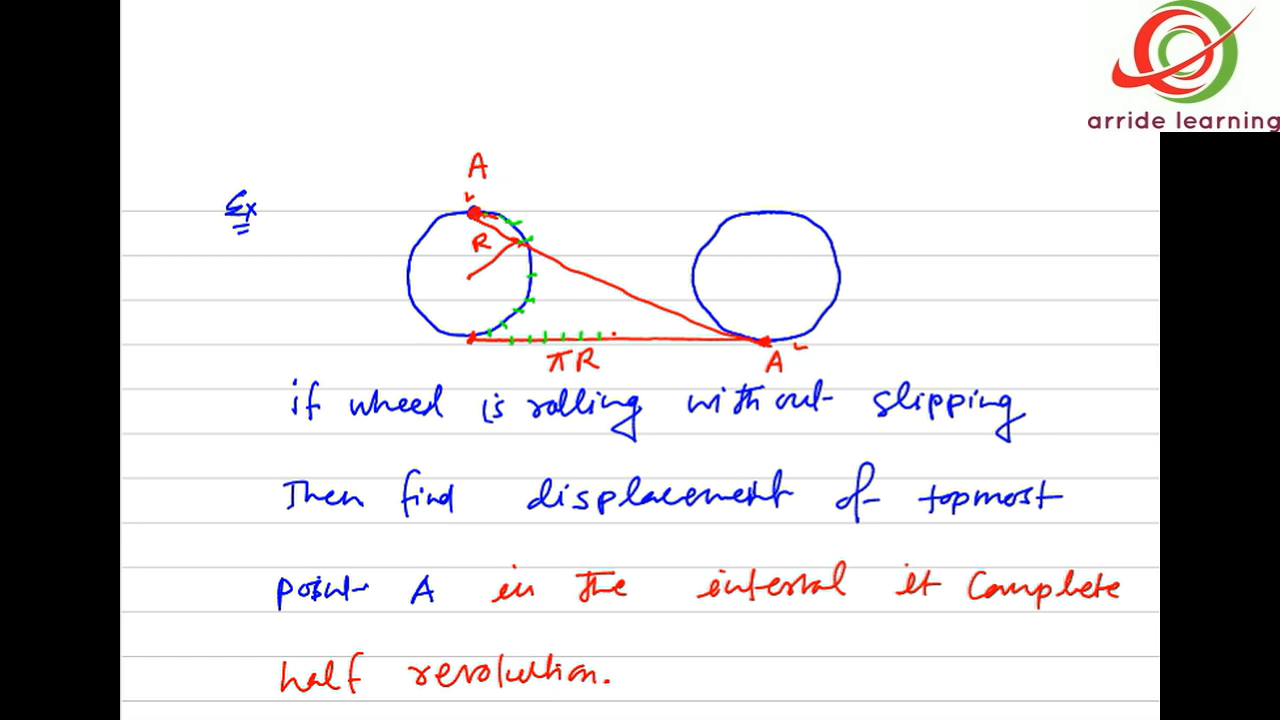 arride learning
A
Ex
R
πR
A
if wheel is rolling without slipping
Then find displacement of topmost
point A in the interval it Complete
half revolution.